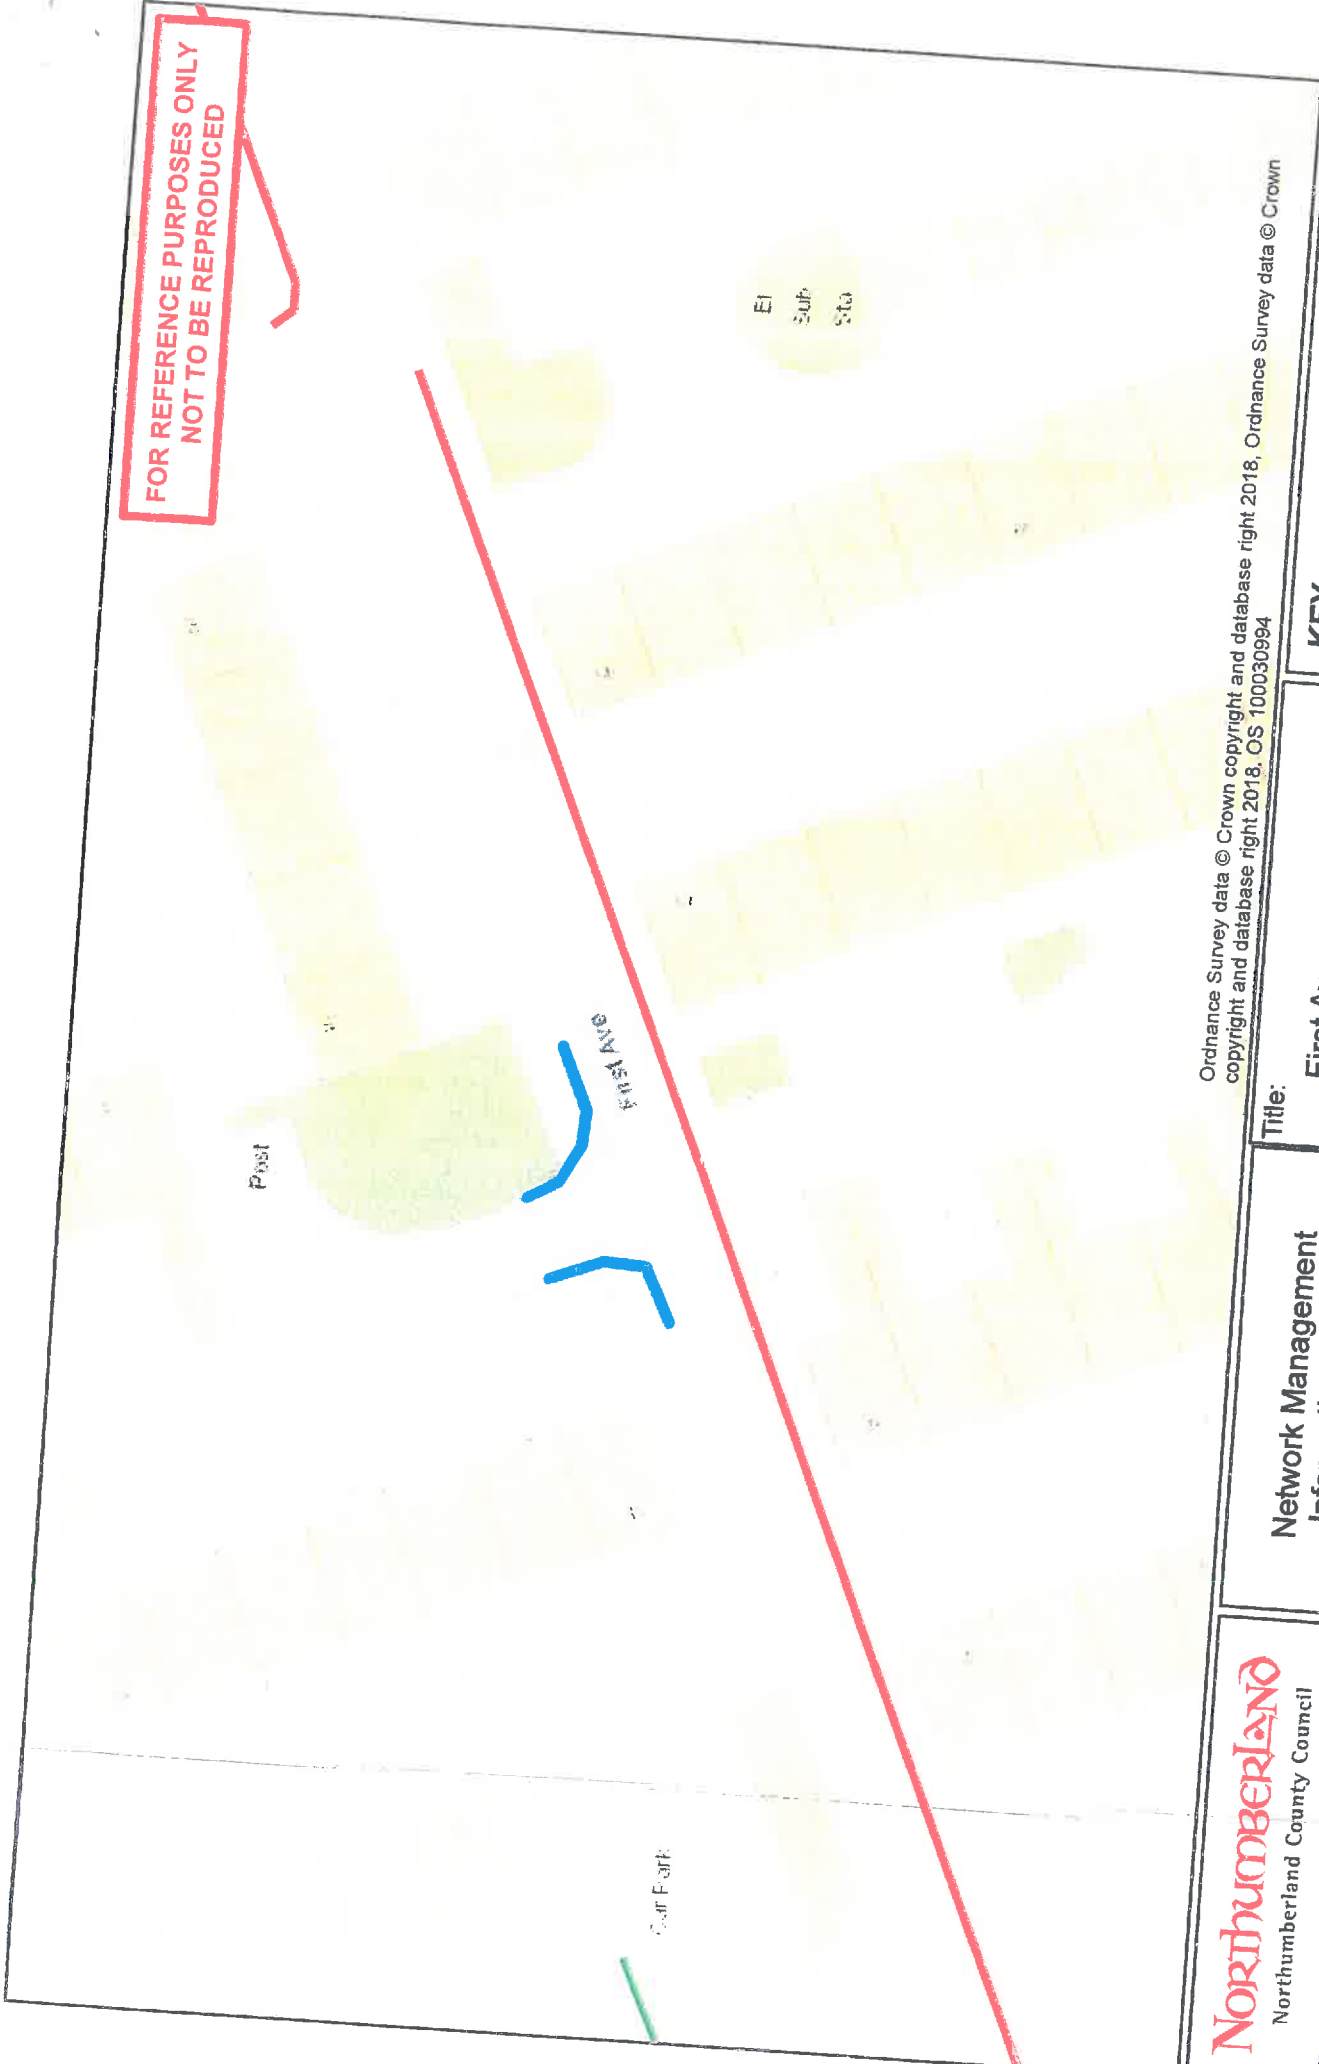 FOR REFERENCE PURPOSES ONLY
NOT TO BE REPRODUCED
El
Sub
Sta
First Ave
Post
Car Park
Ordnance Survey data © Crown copyright and database right 2018, Ordnance Survey data © Crown
copyright and database right 2018, OS 100030994
NORTHUMBERLAND
Northumberland County Council
Network Management
Title:
KEY